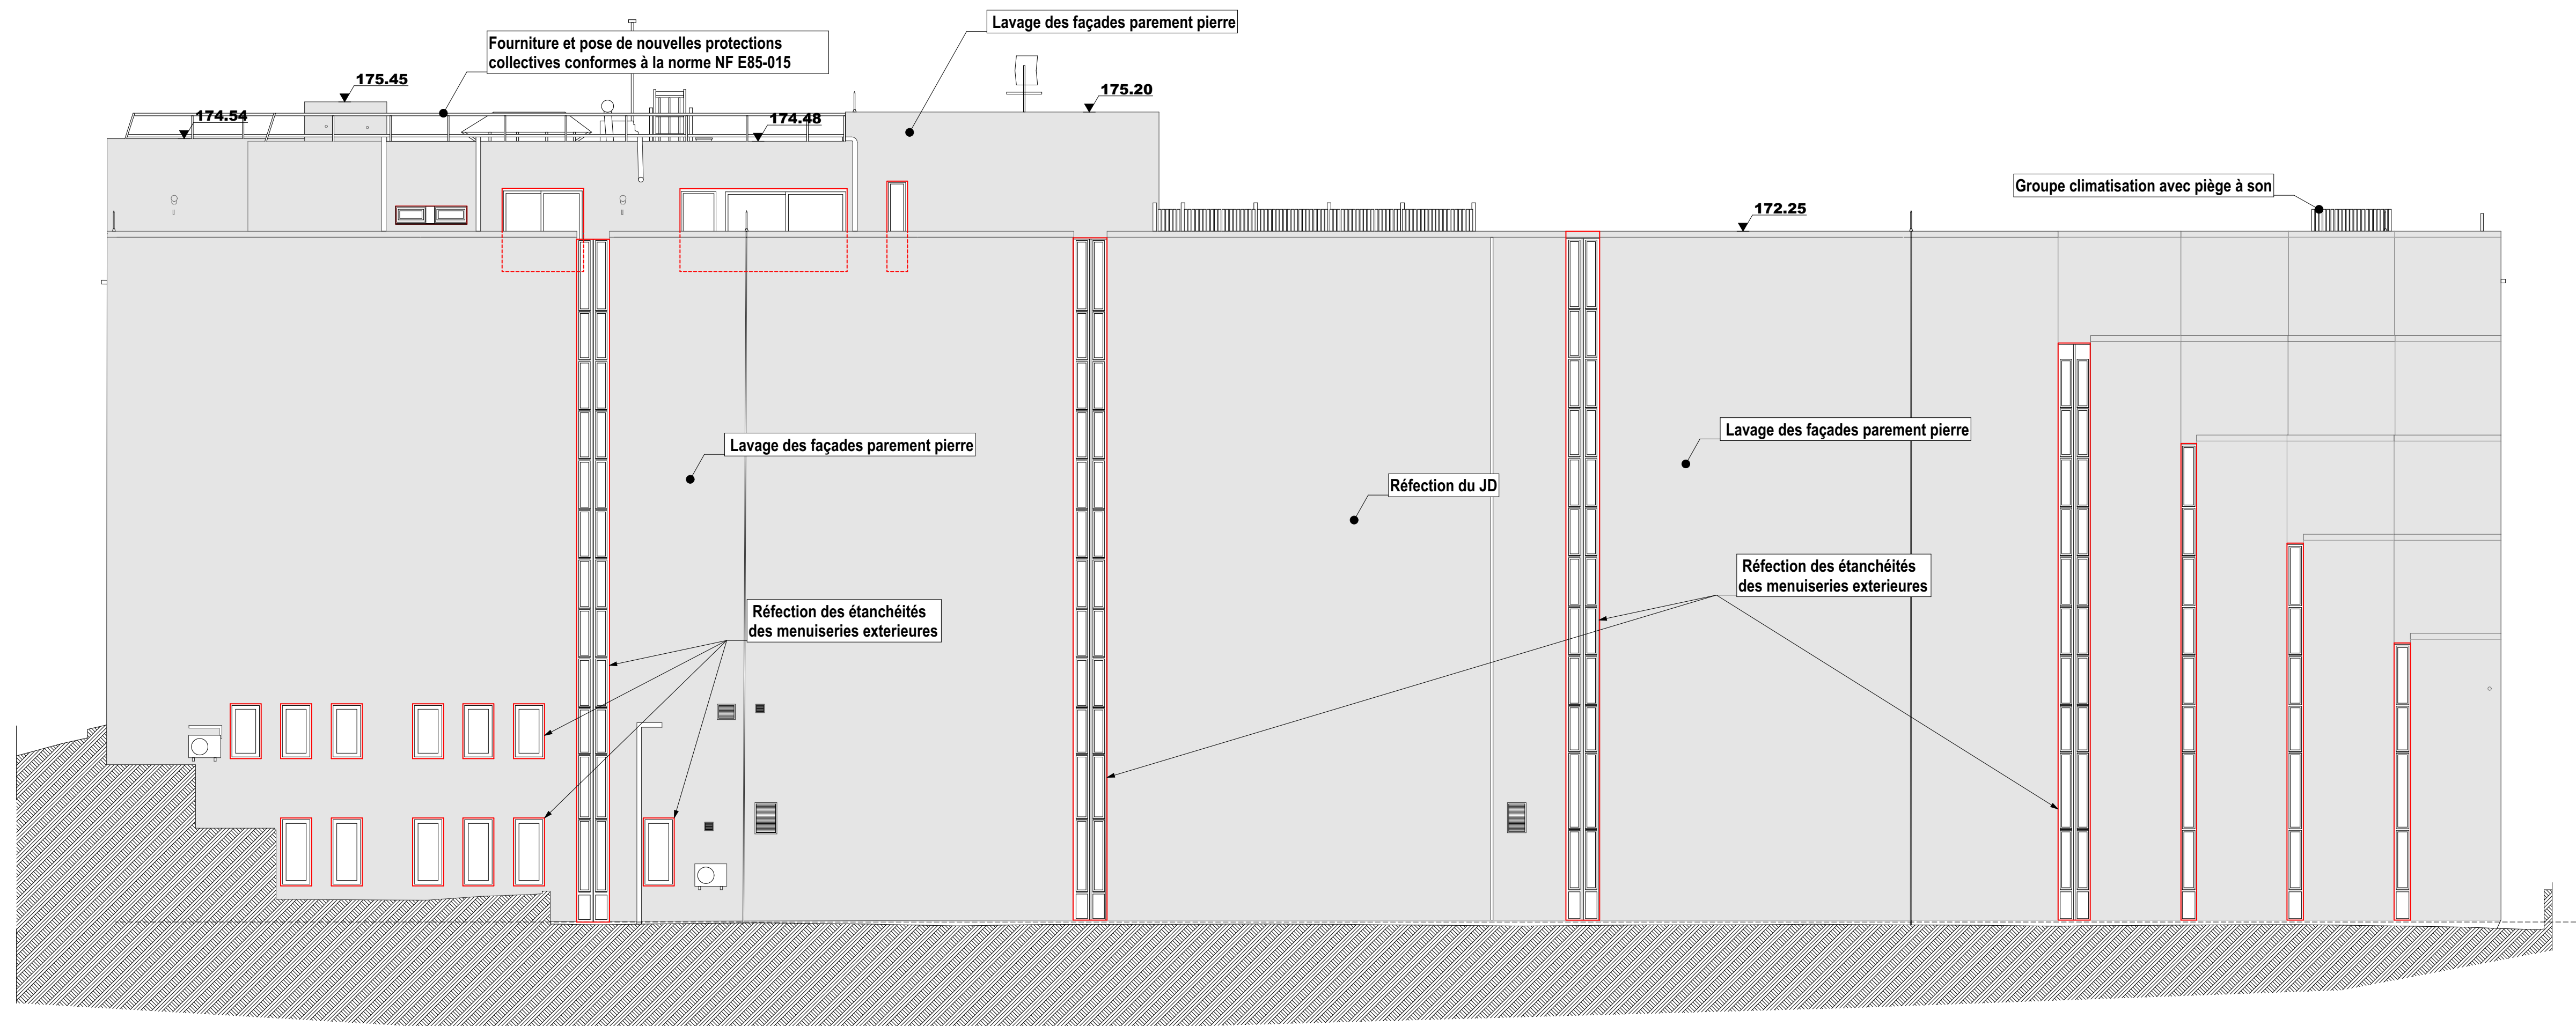 Lavage des façades parement pierre
Fourniture et pose de nouvelles protections
collectives conformes à la norme NF E85-015
175.45
175.20
174.54
174.48
Groupe climatisation avec piège à son
172.25
Lavage des façades parement pierre
Lavage des façades parement pierre
Réfection du JD
Réfection des étanchéités
des menuiseries exterieures
Réfection des étanchéités
des menuiseries exterieures